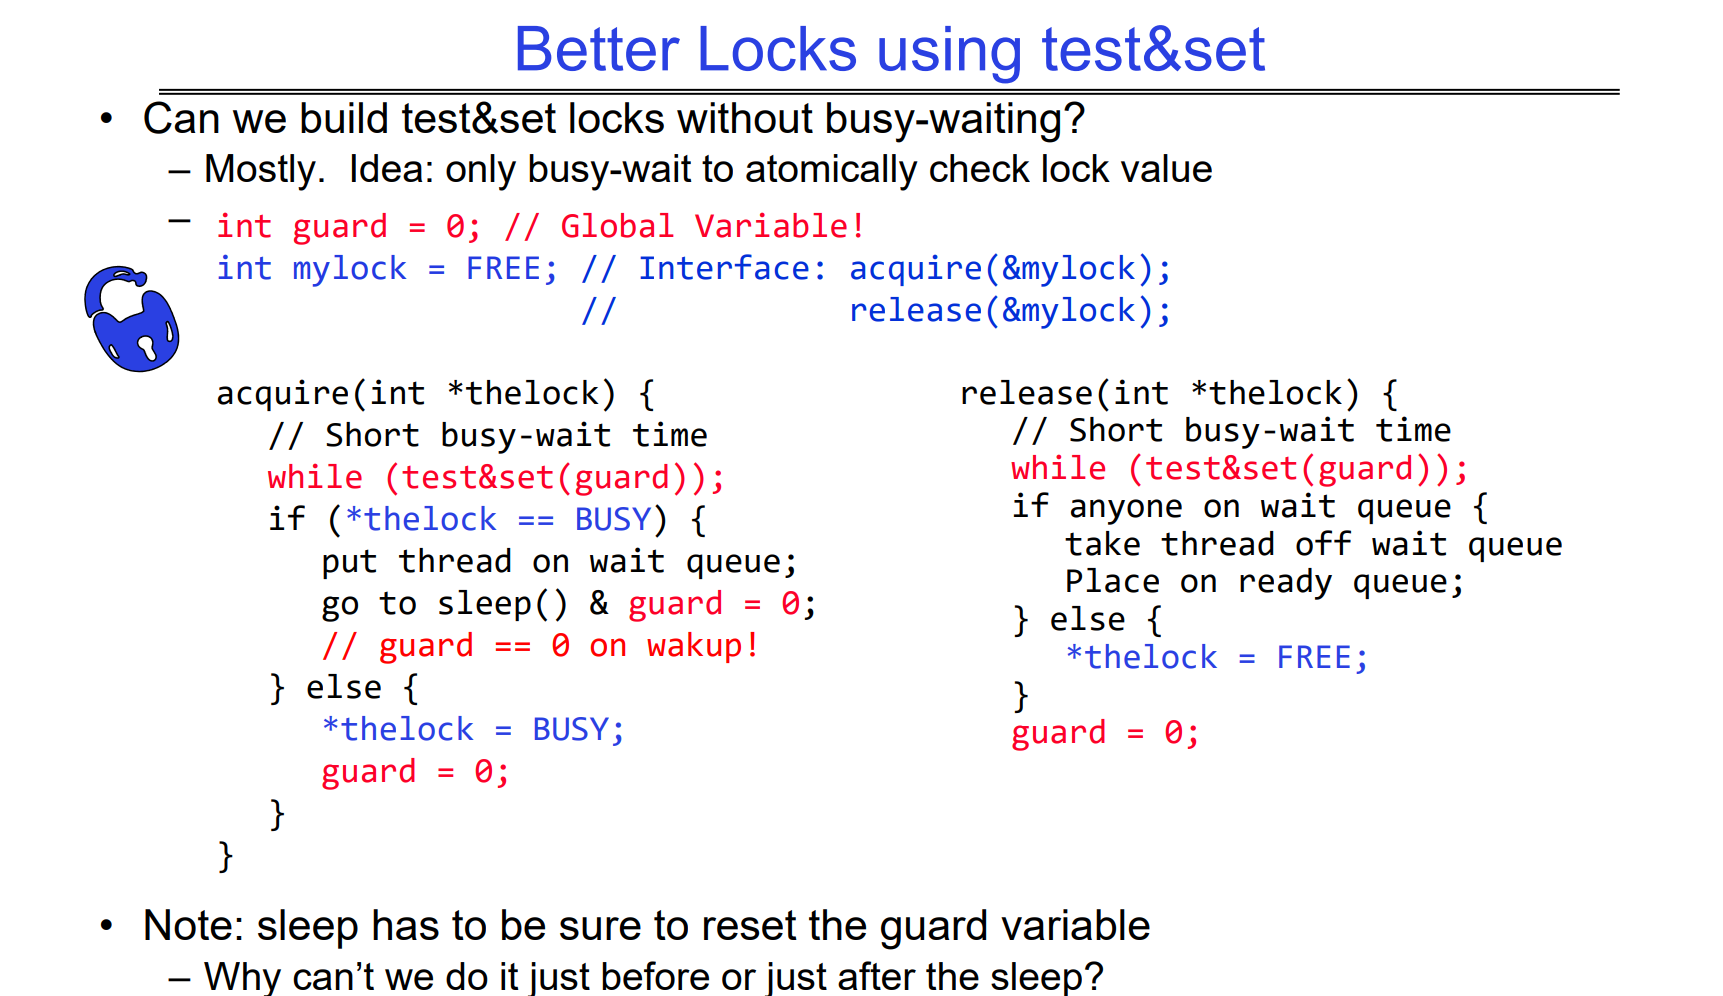 Better Locks using test&set
• Can we build test&set locks without busy-waiting?
– Mostly.  Idea: only busy-wait to atomically check lock value
– int guard = 0; // Global Variable!
int mylock = FREE; // Interface: acquire(&mylock);
//            release(&mylock);
acquire(int *thelock) {
// Short busy-wait time
while (test&set(guard));
if (*thelock == BUSY) {
put thread on wait queue;
go to sleep() & guard = 0;
// guard == 0 on wakup!
} else {
*thelock = BUSY;
guard = 0;
}
}
release(int *thelock) {
// Short busy-wait time
while (test&set(guard));
if anyone on wait queue {
take thread off wait queue
Place on ready queue;
} else {
*thelock = FREE;
}
guard = 0;
• Note: sleep has to be sure to reset the guard variable
– Why can’t we do it just before or just after the sleep?